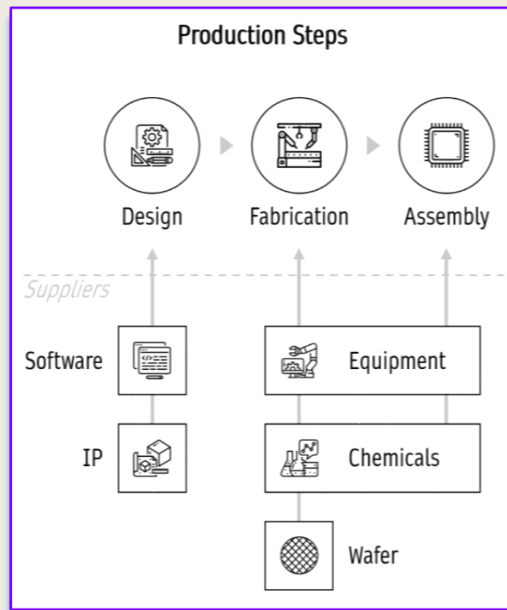 Production Steps
Design
Fabrication
Assembly
Suppliers
Software
Equipment
IP
Chemicals
Wafer